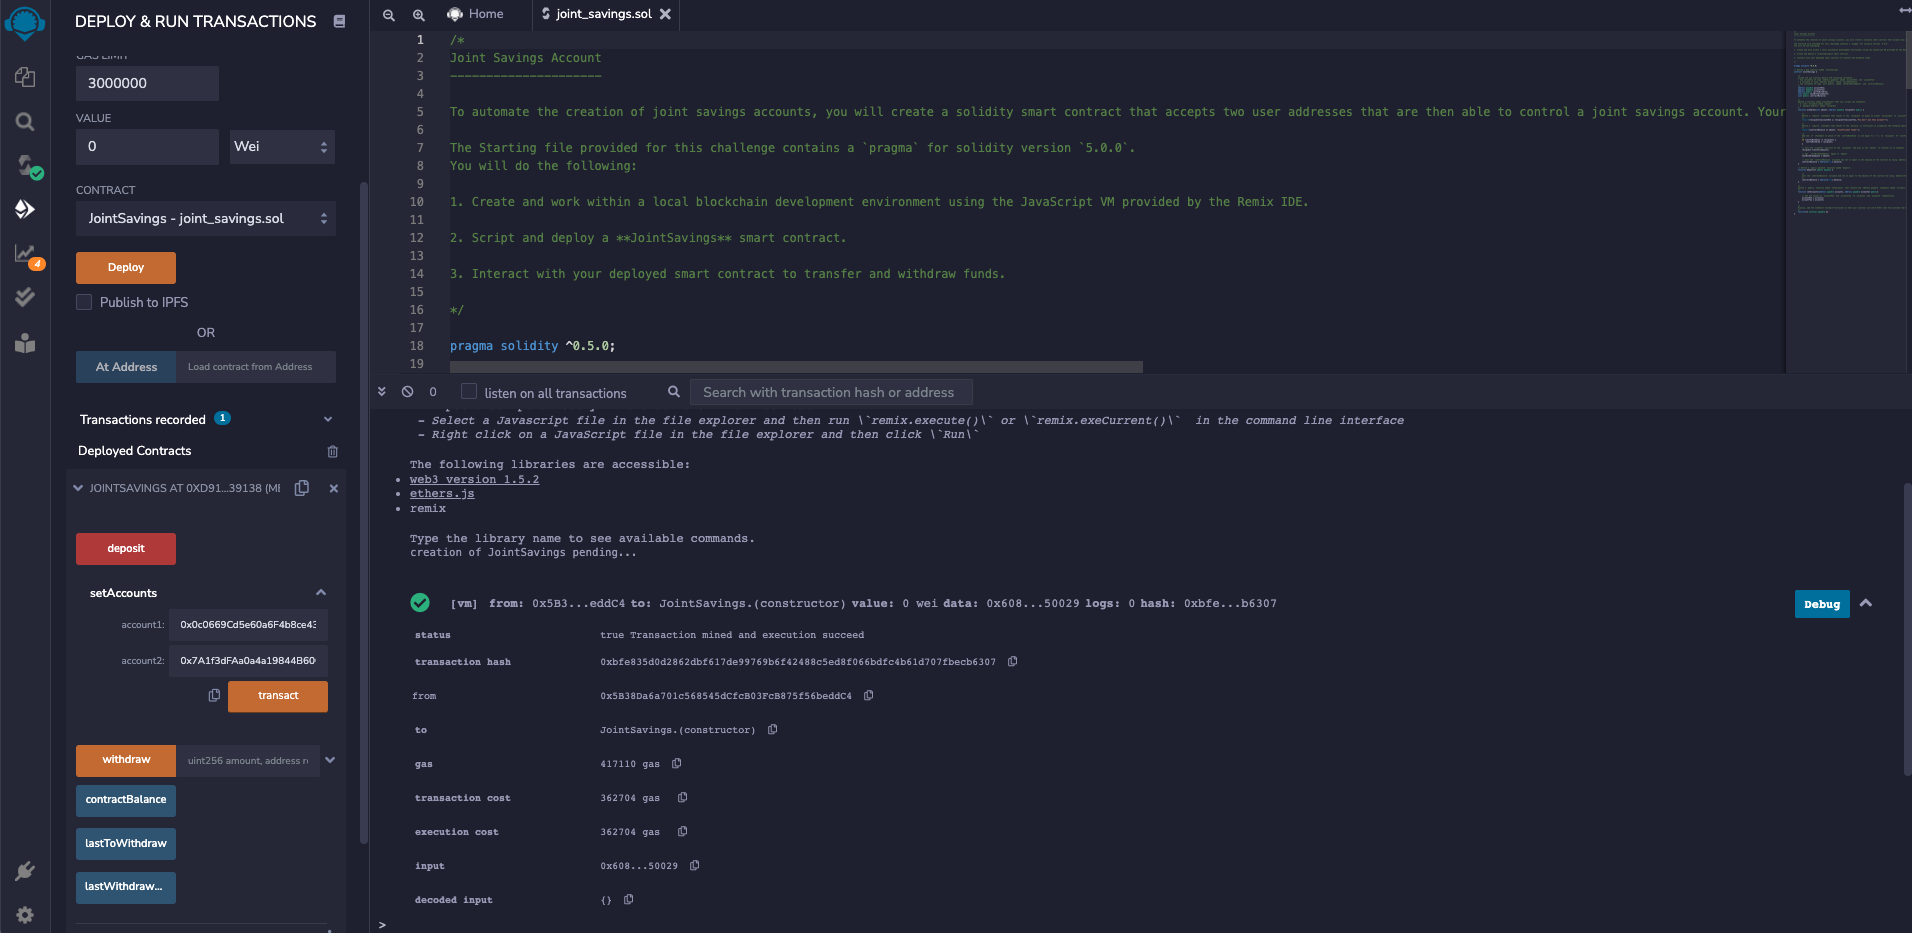 DEPLOY & RUN TRANSACTIONS
GAS LIMIT
3000000
VALUE
0
Wei
CONTRACT
JointSavings - joint_savings.sol
Deploy
Publish to IPFS
OR
At Address
Load contract from Address
Transactions recorded 1
Deployed Contracts
JOINTSAVINGS AT 0XD91...39138 (ME
deposit
setAccounts
account1: 0x0c0669Cd5e60a6F4b8ce43
account2: 0x7A1f3dFAa0a4a19844B60
transact
withdraw
uint256 amount, address r
contractBalance
lastToWithdraw
lastWithdraw...
4
Home
joint_savings.sol
1 /*
2 Joint Savings Account
3 ---------------------
4
5 To automate the creation of joint savings accounts, you will create a solidity smart contract that accepts two user addresses that are then able to control a joint savings account. Your
6
7 The Starting file provided for this challenge contains a `pragma` for solidity version `5.0.0`.
8 You will do the following:
9
10 1. Create and work within a local blockchain development environment using the JavaScript VM provided by the Remix IDE.
11
12 2. Script and deploy a **JointSavings** smart contract.
13
14 3. Interact with your deployed smart contract to transfer and withdraw funds.
15
16 */
17
18 pragma solidity ^0.5.0;
19
0
listen on all transactions
Search with transaction hash or address
- Select a Javascript file in the file explorer and then run \`remix.execute()\` or \`remix.exeCurrent()\` in the command line interface
- Right click on a JavaScript file in the file explorer and then click \`Run\`
The following libraries are accessible:
web3 version 1.5.2
ethers.js
remix
Type the library name to see available commands.
creation of JointSavings pending...
[vm] from: 0x5B3...eddC4 to: JointSavings.(constructor) value: 0 wei data: 0x608...50029 logs: 0 hash: 0xbfe...b6307
Debug
status true Transaction mined and execution succeed
transaction hash 0xbfe835d0d2862dbf617de99769b6f42488c5ed8f066bdfc4b61d707fbecb6307
from 0x5B38Da6a701c568545dCfcB03FcB875f56beddC4
to JointSavings.(constructor)
gas 417110 gas
transaction cost 362704 gas
execution cost 362704 gas
input 0x608...50029
decoded input {}
>